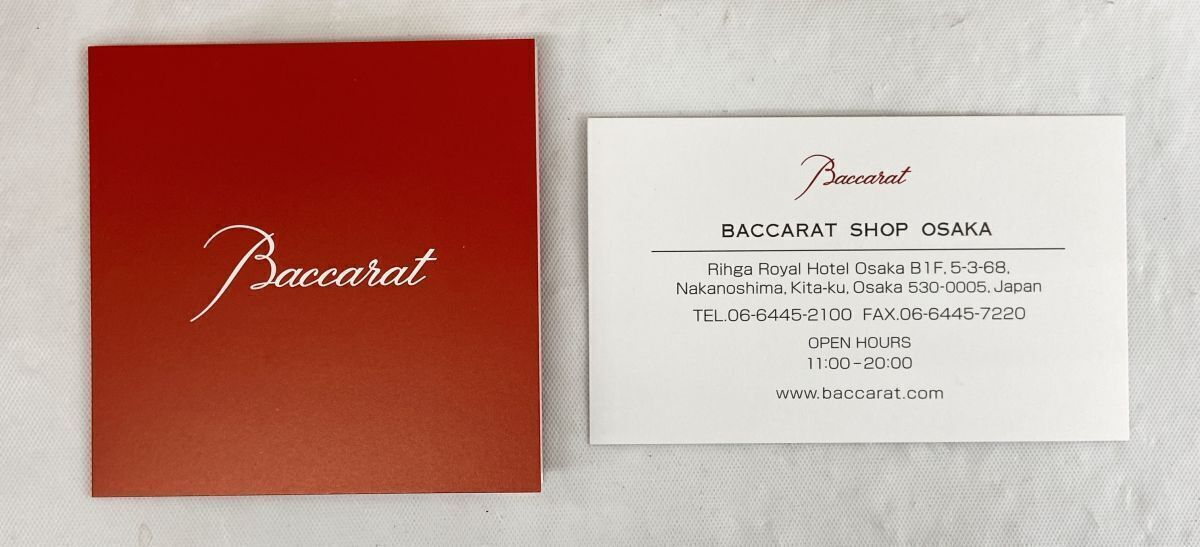 Baccarat
Baccarat
BACCARAT SHOP OSAKA
Rihga Royal Hotel Osaka B1F, 5-3-68,
Nakanoshima, Kita-ku, Osaka 530-0005, Japan
TEL.06-6445-2100 FAX.06-6445-7220
OPEN HOURS
11:00-20:00
www.baccarat.com